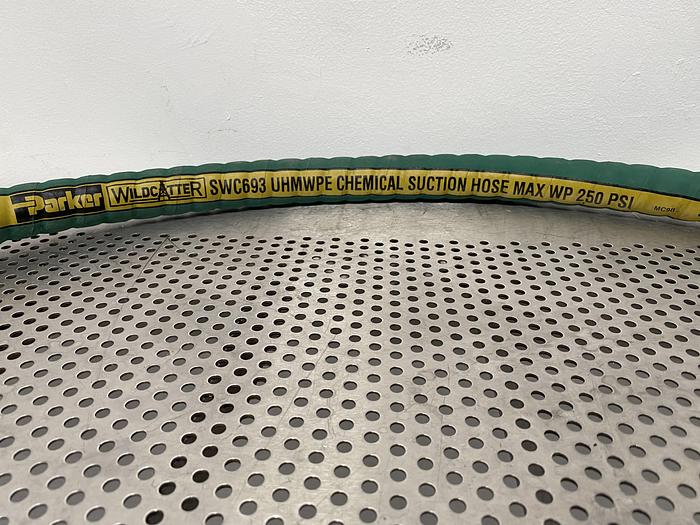 Parker WILDCATTER SWC693 UHMWPE CHEMICAL SUCTION HOSE MAX WP 250 PSI